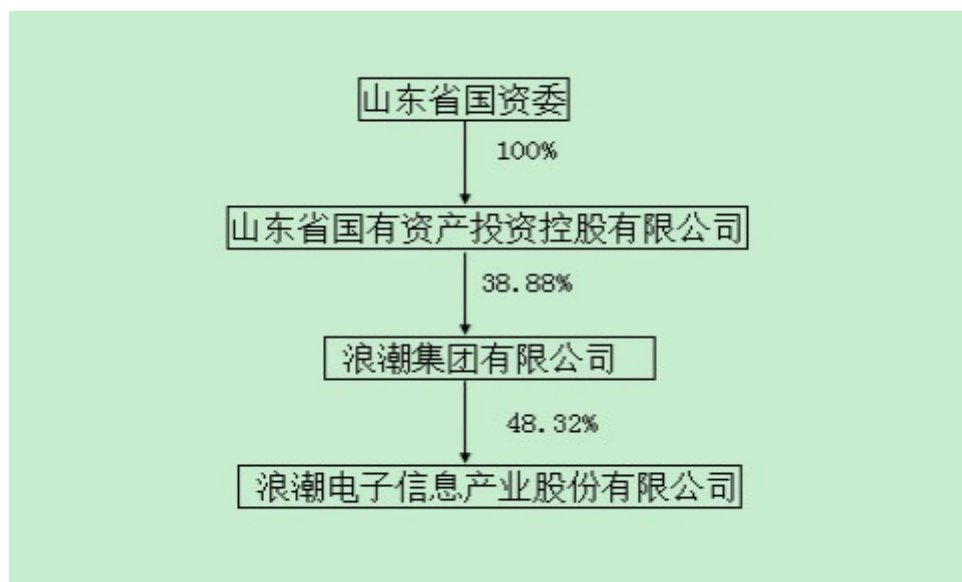 山东省国资委
100%
山东省国有资产投资控股有限公司
38.88%
浪潮集团有限公司
48.32%
浪潮电子信息产业股份有限公司